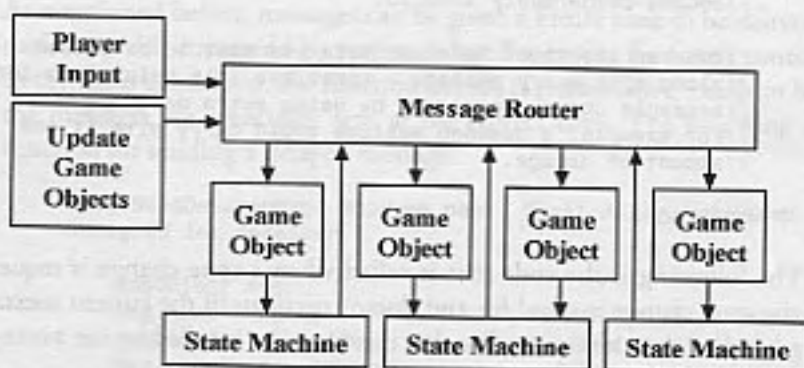 Player
Input
Update
Game
Objects
Message Router
Game
Object
Game
Object
Game
Object
Game
Object
State Machine
State Machine
State Machine